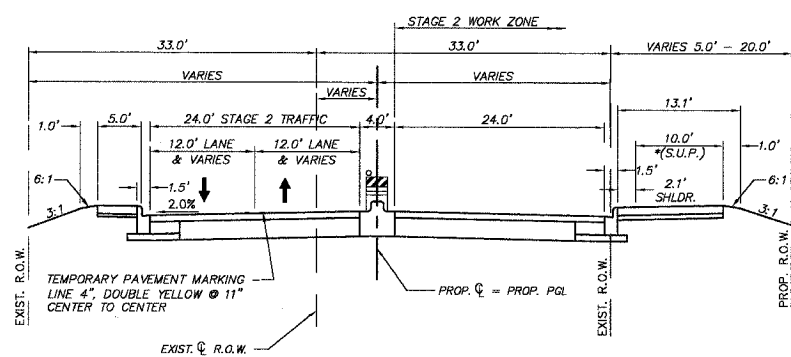 STAGE 2 WORK ZONE
33.0'
33.0'
VARIES 5.0' - 20.0'
VARIES
VARIES
VARIES
13.1'
1.0'
5.0'
24.0' STAGE 2 TRAFFIC
4.0'
24.0'
10.0'
*(S.U.P.)
1.0'
12.0' LANE
& VARIES
12.0' LANE
& VARIES
6:1
1.5'
1.5'
6:1
2.1'
SHLDR.
3:1
2.0%
3:1
TEMPORARY PAVEMENT MARKING
LINE 4", DOUBLE YELLOW @ 11"
CENTER TO CENTER
PROP. ℄ = PROP. PGL
EXIST. R.O.W.
EXIST. R.O.W.
PROP. R.O.W.
EXIST. ℄ R.O.W.